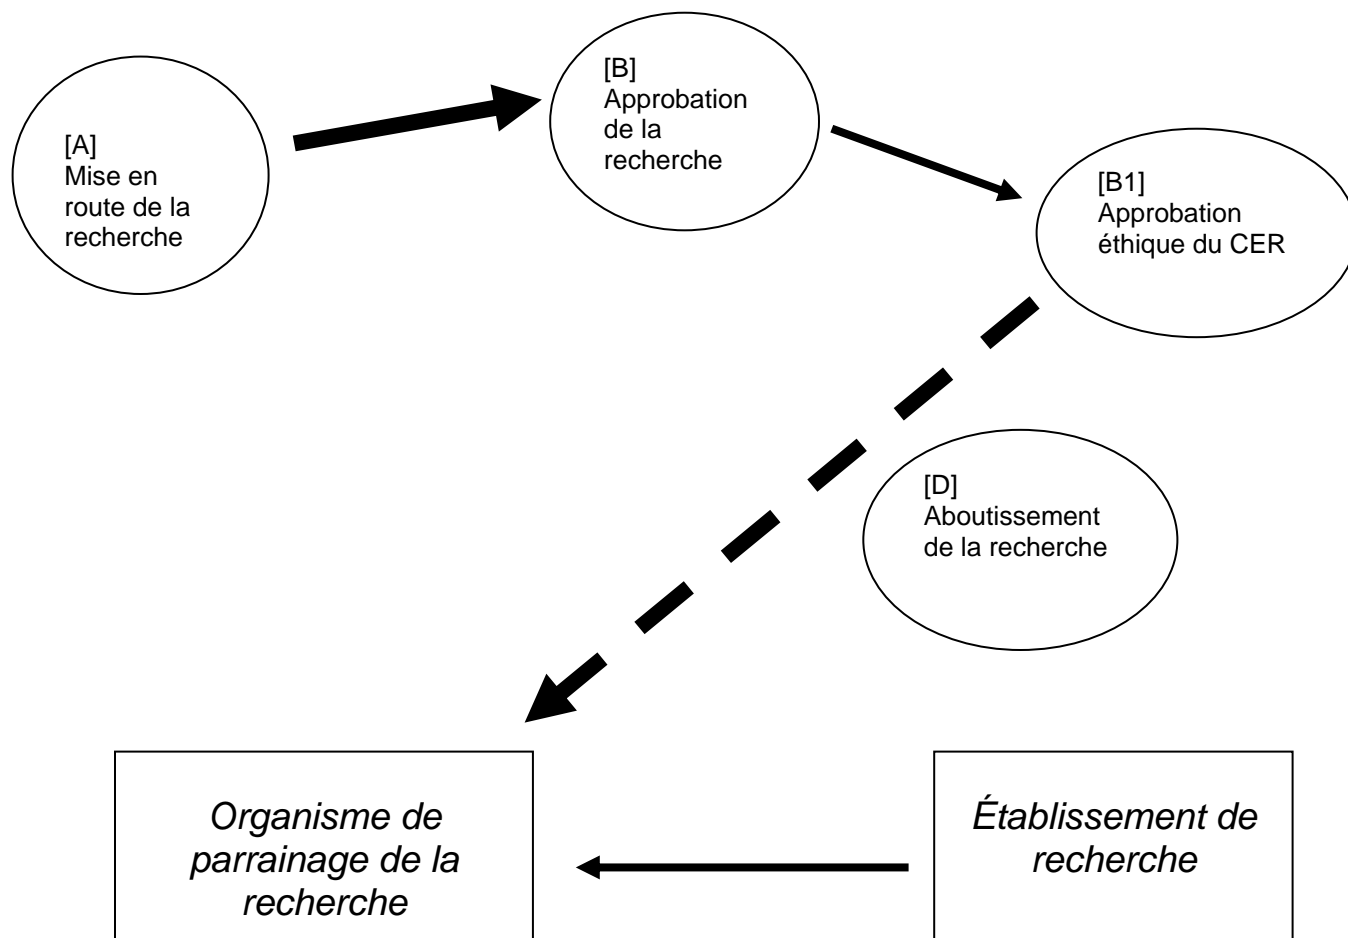 [A]
Mise en
route de la
recherche
[B]
Approbation
de la
recherche
[B1]
Approbation
éthique du CER
[D]
Aboutissement
de la recherche
Organisme de
parrainage de la
recherche
Établissement de
recherche